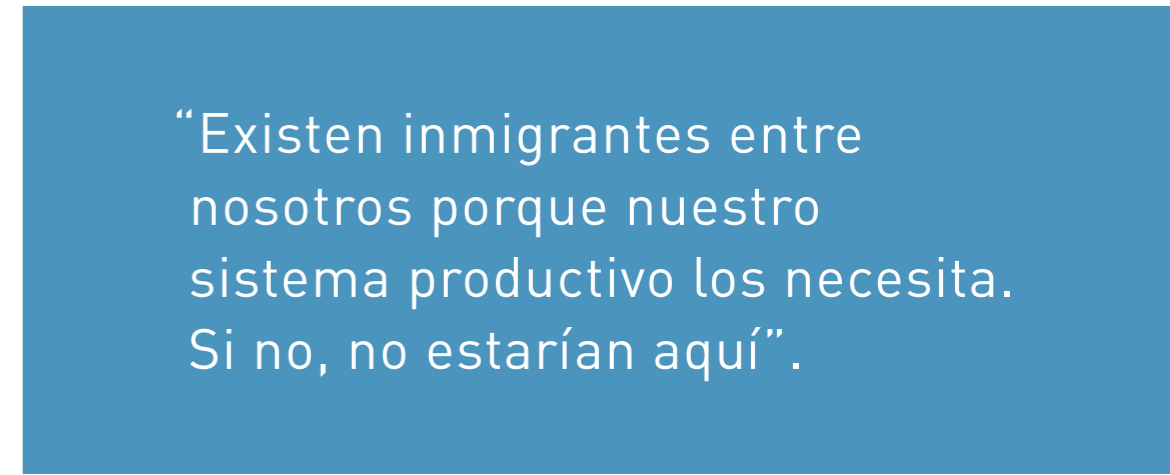 “Existen inmigrantes entre
nosotros porque nuestro
sistema productivo los necesita.
Si no, no estarían aquí”.